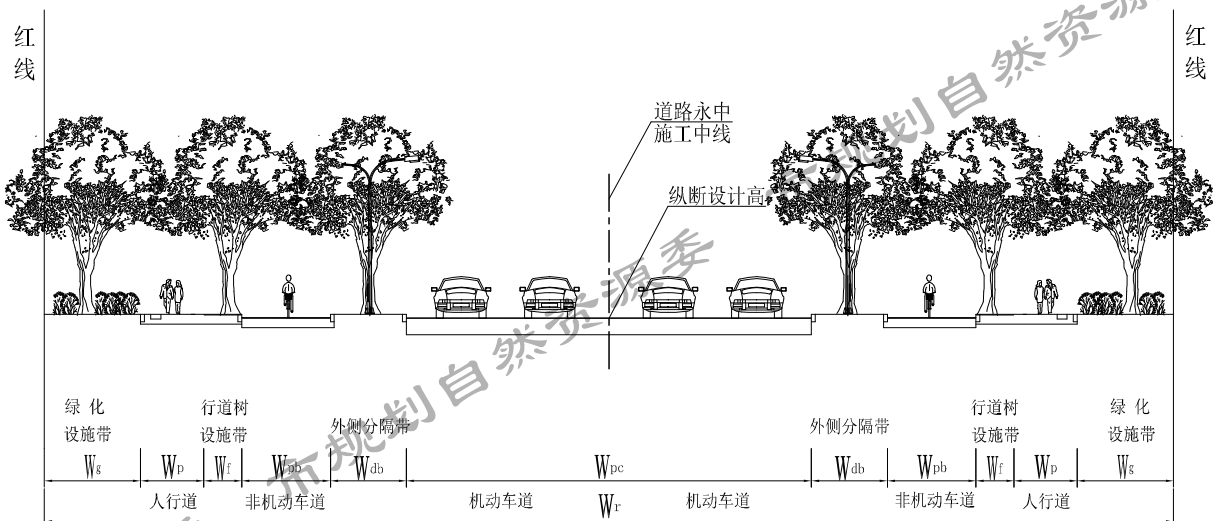 红线
红线
道路永中
施工中线
纵断设计高
市规划自然资源委
市规划自然资源
绿 化
设施带
行道树
设施带
外侧分隔带
外侧分隔带
行道树
设施带
绿 化
设施带
Wg Wp Wf Wpb Wdb Wpc Wdb Wpb Wf Wp Wg
人行道 非机动车道 机动车道 Wr 机动车道 非机动车道 人行道